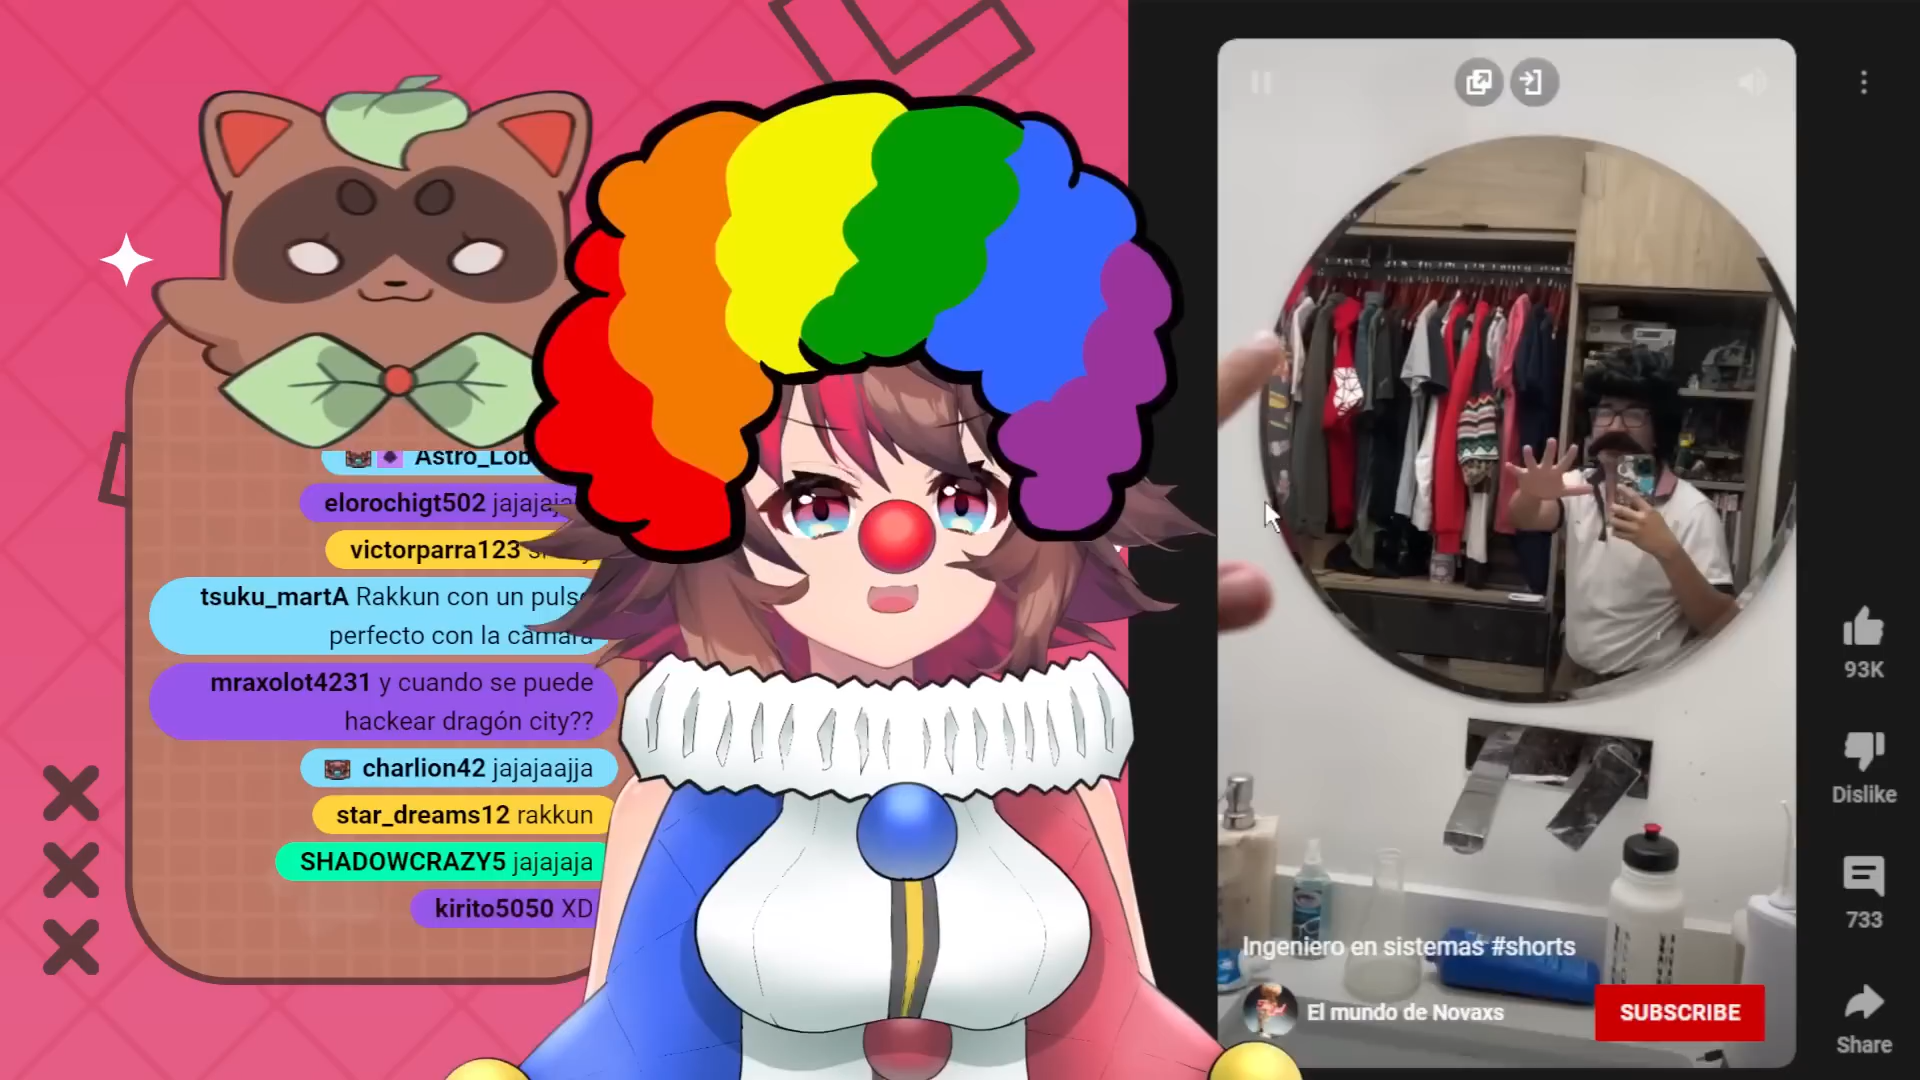 Astro_Lob
elorochigt502 jajajaja
victorparra123
tsuku_martA Rakkun con un pulso
perfecto con la camara
mraxolot4231 y cuando se puede
hackear dragón city??
charlion42 jajajaajja
star_dreams12 rakkun
SHADOWCRAZY5 jajajaja
kirito5050 XD
93K
Dislike
733
Ingeniero en sistemas #shorts
El mundo de Novaxs
SUBSCRIBE
Share